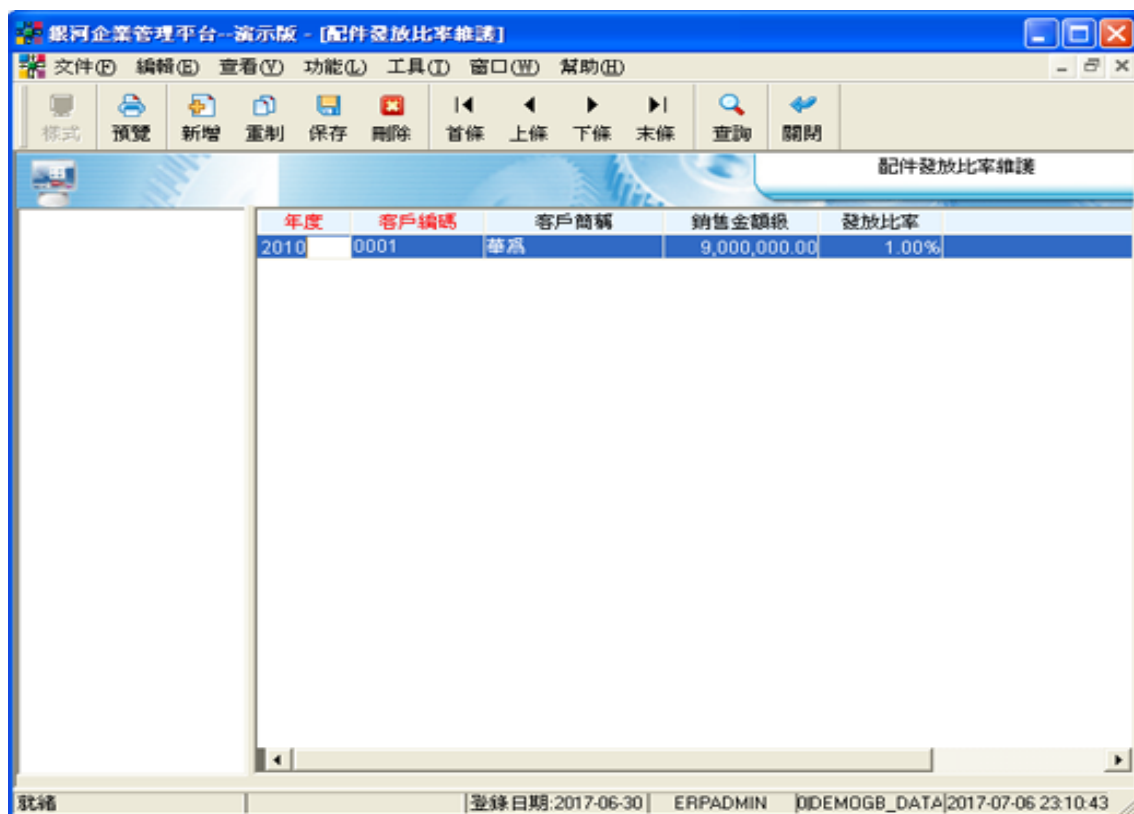 銀河企業管理平台--演示版 - [配件發放比率維護]
文件(F) 編輯(E) 查看(V) 功能(L) 工具(T) 窗口(W) 幫助(H)
樣式 預覽 新增 重制 保存 刪除 首條 上條 下條 末條 查詢 關閉
配件發放比率維護
年度 客戶編碼 客戶簡稱 銷售金額級 發放比率
2010 0001 華爲 9,000,000.00 1.00%
就緒 登錄日期:2017-06-30 ERPADMIN 0|DEMOGB_DATA 2017-07-06 23:10:43